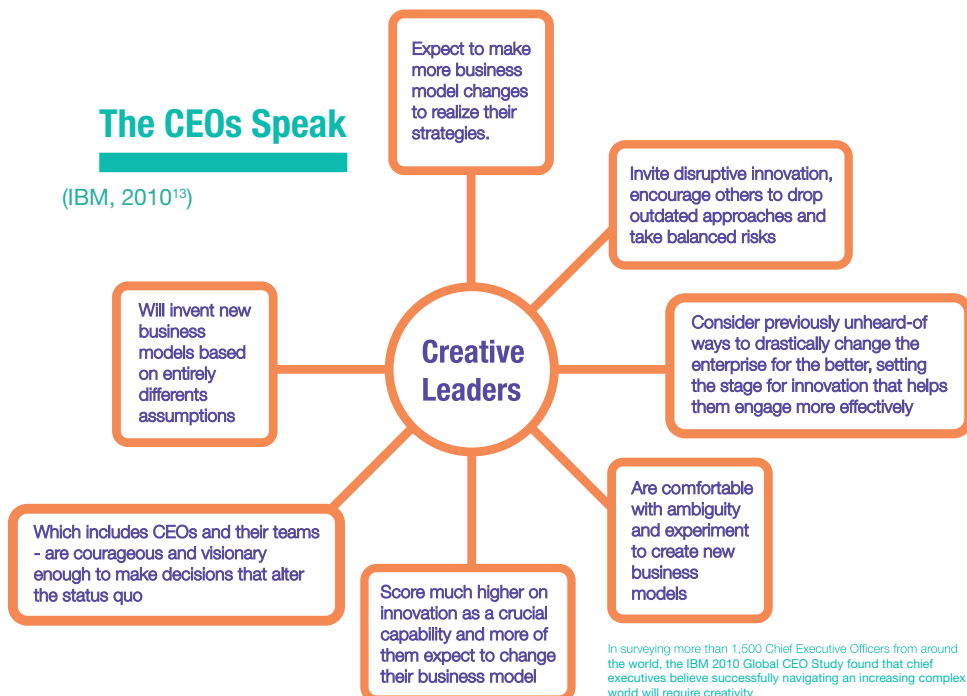 The CEOs Speak
(IBM, 2010¹³)
Expect to make
more business
model changes
to realize their
strategies.
Invite disruptive innovation,
encourage others to drop
outdated approaches and
take balanced risks
Consider previously unheard-of
ways to drastically change the
enterprise for the better, setting
the stage for innovation that helps
them engage more effectively
Are comfortable
with ambiguity
and experiment
to create new
business
models
Score much higher on
innovation as a crucial
capability and more of
them expect to change
their business model
Which includes CEOs and their teams
- are courageous and visionary
enough to make decisions that alter
the status quo
Will invent new
business
models based
on entirely
differents
assumptions
Creative
Leaders
In surveying more than 1,500 Chief Executive Officers from around
the world, the IBM 2010 Global CEO Study found that chief
executives believe successfully navigating an increasing complex
world will require creativity